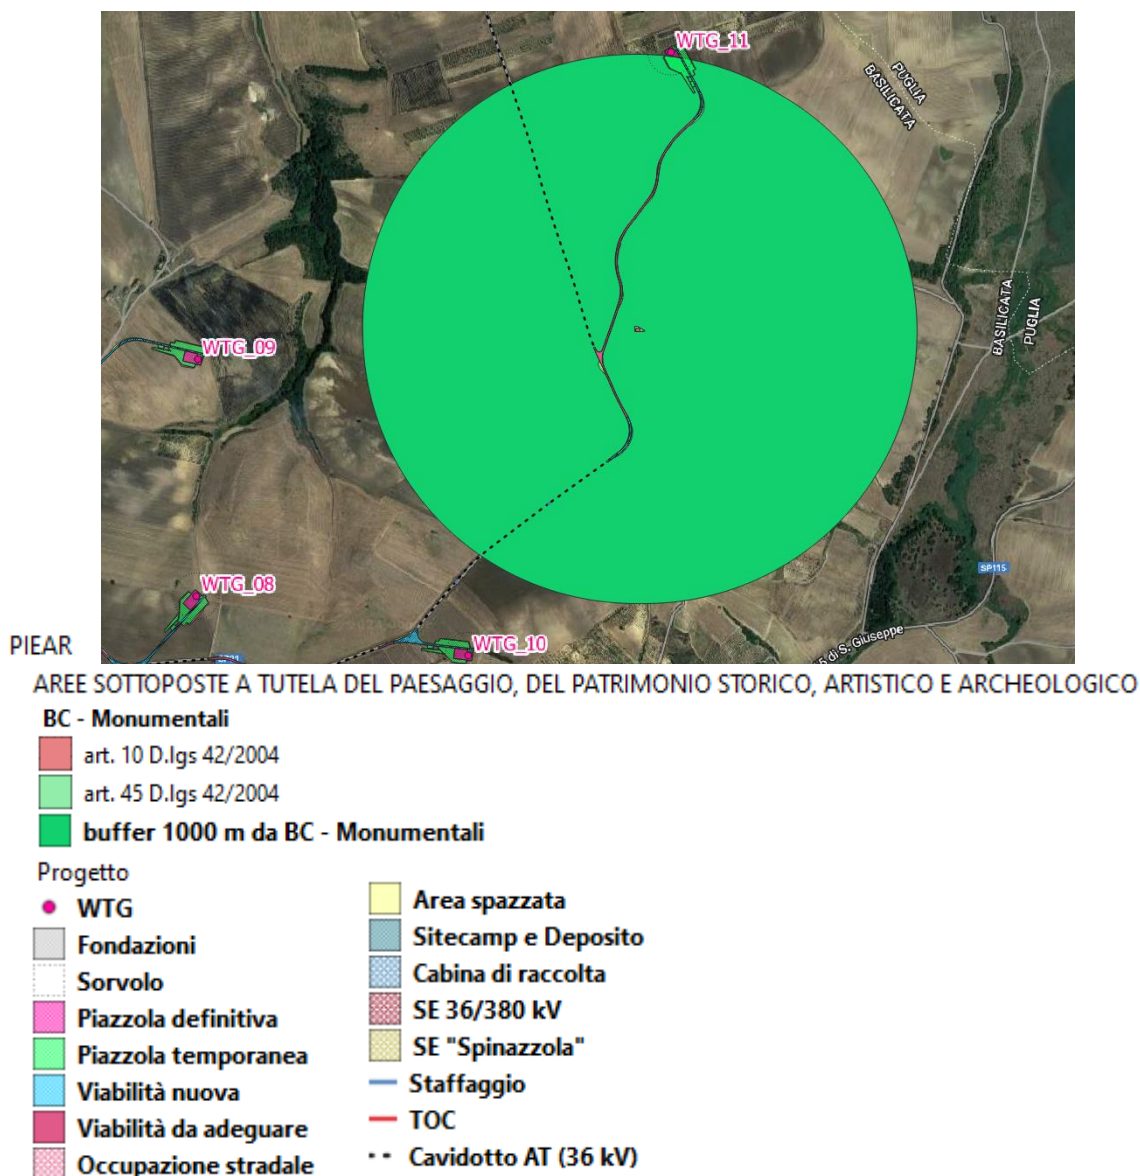 WTG_11
PUGLIA
BASILICATA
BASILICATA
PUGLIA
WTG_09
WTG_08
WTG_10
SP115
di S. Giuseppe
PIEAR
AREE SOTTOPOSTE A TUTELA DEL PAESAGGIO, DEL PATRIMONIO STORICO, ARTISTICO E ARCHEOLOGICO
BC - Monumentali
art. 10 D.lgs 42/2004
art. 45 D.lgs 42/2004
buffer 1000 m da BC - Monumentali
Progetto
WTG
Fondazioni
Sorvolo
Piazzola definitiva
Piazzola temporanea
Viabilità nuova
Viabilità da adeguare
Occupazione stradale
Area spazzata
Sitecamp e Deposito
Cabina di raccolta
SE 36/380 kV
SE "Spinazzola"
Staffaggio
TOC
Cavidotto AT (36 kV)